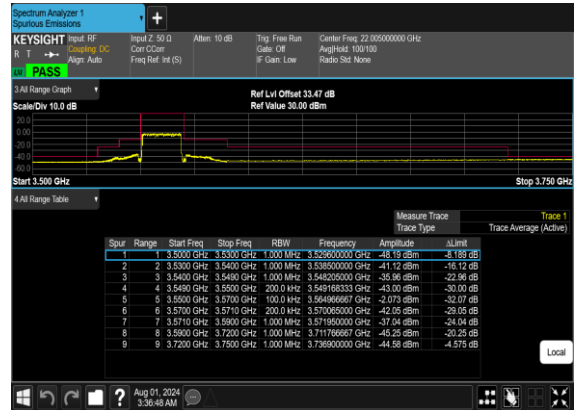 Spectrum Analyzer 1
Spurious Emissions
+
KEYSIGHT Input: RF Input Z: 50 Ω Atten: 10 dB Trig: Free Run Center Freq: 22.005000000 GHz
R T Coupling: DC Corr CCorr Gate: Off Avg|Hold: 100/100
Align: Auto Freq Ref: Int (S) IF Gain: Low Radio Std: None
LW PASS
3 All Range Graph
Ref Lvl Offset 33.47 dB
Scale/Div 10.0 dB Ref Value 30.00 dBm
20.0
0.00
-20.0
-40.0
-60.0
Start 3.500 GHz Stop 3.750 GHz
4 All Range Table
Measure Trace Trace 1
Trace Type Trace Average (Active)
Spur Range Start Freq Stop Freq RBW Frequency Amplitude ΔLimit
1 1 3.5000 GHz 3.5300 GHz 1.000 MHz 3.529600000 GHz -48.19 dBm -8.189 dB
2 2 3.5300 GHz 3.5400 GHz 1.000 MHz 3.538500000 GHz -41.12 dBm -16.12 dB
3 3 3.5400 GHz 3.5490 GHz 1.000 MHz 3.548205000 GHz -35.96 dBm -22.96 dB
4 4 3.5490 GHz 3.5500 GHz 200.0 kHz 3.549168333 GHz -43.00 dBm -30.00 dB
5 5 3.5500 GHz 3.5700 GHz 100.0 kHz 3.564966667 GHz -2.073 dBm -32.07 dB
6 6 3.5700 GHz 3.5710 GHz 200.0 kHz 3.570065000 GHz -42.05 dBm -29.05 dB
7 7 3.5710 GHz 3.5900 GHz 1.000 MHz 3.571950000 GHz -37.04 dBm -24.04 dB
8 8 3.5900 GHz 3.7200 GHz 1.000 MHz 3.711766667 GHz -45.25 dBm -20.25 dB
9 9 3.7200 GHz 3.7500 GHz 1.000 MHz 3.736900000 GHz -44.58 dBm -4.575 dB
Local
? Aug 01, 2024
3:36:48 AM